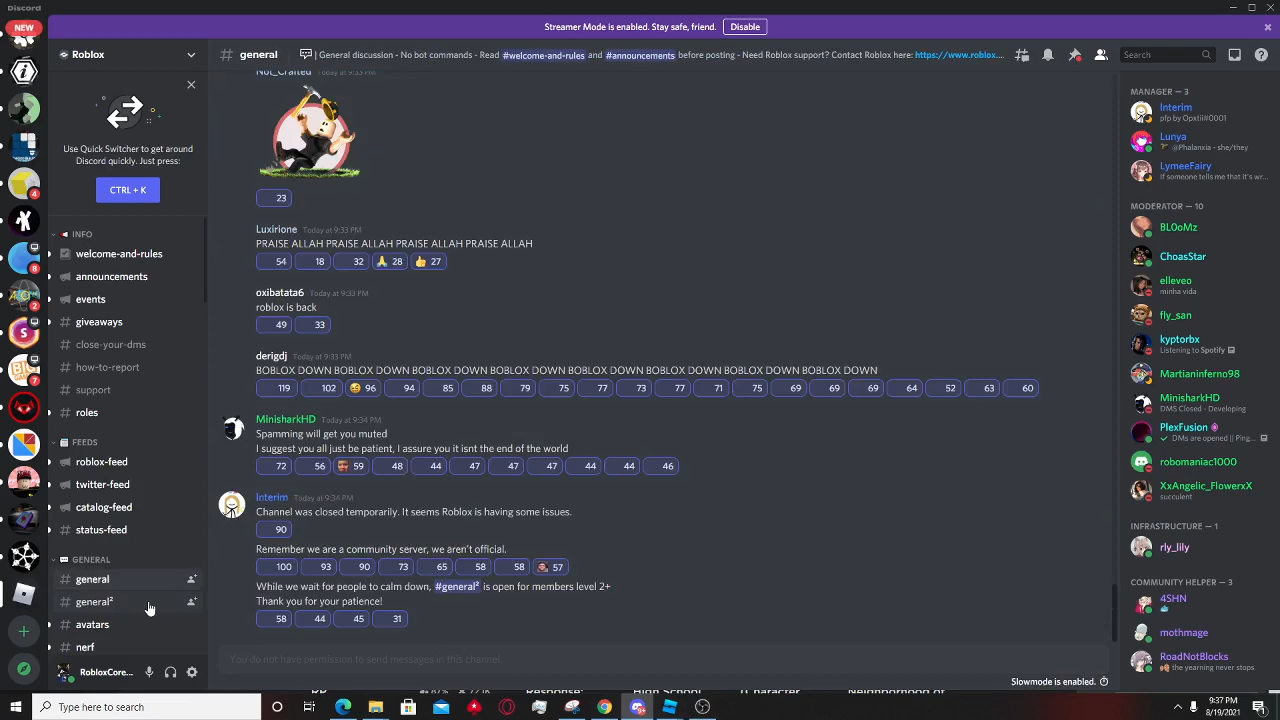 Discord
NEW
Streamer Mode is enabled. Stay safe, friend. Disable
Roblox
Use Quick Switcher to get around
Discord quickly. Just press:
CTRL + K
INFO
welcome-and-rules
announcements
events
giveaways
close-your-dms
how-to-report
support
roles
FEEDS
roblox-feed
twitter-feed
catalog-feed
status-feed
GENERAL
general
general²
avatars
nerf
RobloxCore...
4
8
2
7
general
General discussion - No bot commands - Read #welcome-and-rules and #announcements before posting - Need Roblox support? Contact Roblox here: https://www.roblox....
Search
Not_Crafted Today at 9:33 PM
23
Luxirione Today at 9:33 PM
PRAISE ALLAH PRAISE ALLAH PRAISE ALLAH PRAISE ALLAH
54 18 32 🙏 28 👍 27
oxibatata6 Today at 9:33 PM
roblox is back
49 33
derigdj Today at 9:33 PM
BOBLOX DOWN BOBLOX DOWN BOBLOX DOWN BOBLOX DOWN BOBLOX DOWN BOBLOX DOWN BOBLOX DOWN BOBLOX DOWN
119 102 96 94 85 88 79 75 77 73 77 71 75 69 69 69 64 52 63 60
MinisharkHD Today at 9:34 PM
Spamming will get you muted
I suggest you all just be patient, I assure you it isnt the end of the world
72 56 59 48 44 47 47 47 44 44 46
Interim Today at 9:34 PM
Channel was closed temporarily. It seems Roblox is having some issues.
90
Remember we are a community server, we aren't official.
100 93 90 73 65 58 58 57
While we wait for people to calm down, #general² is open for members level 2+
Thank you for your patience!
58 44 45 31
You do not have permission to send messages in this channel.
Slowmode is enabled.
MANAGER — 3
Interim
pfp by Opxtii#0001
Lunya
@Phalanxia - she/they
LymeeFairy
If someone tells me that it's wr...
MODERATOR — 10
BL0oMz
ChoasStar
elleveo
minha vida
fly_san
kyptorbx
Listening to Spotify
Martianinferno98
MinisharkHD
DMS Closed - Developing
PlexFusion
DMs are opened || Ping...
robomaniac1000
XxAngelic_FlowerxX
succulent
INFRASTRUCTURE — 1
rly_lily
COMMUNITY HELPER — 3
4SHN
mothmage
RoadNotBlocks
the yearning never stops
Response: High School
Type here to search
9:37 PM
8/19/2021